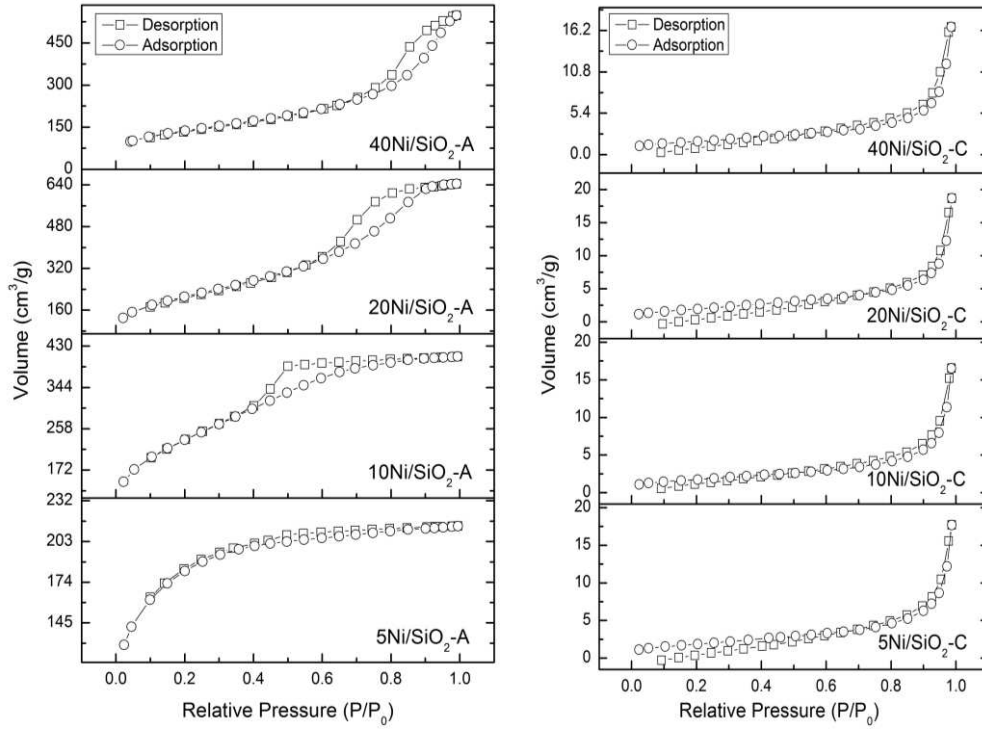 Desorption
Adsorption
450
300
150
0
40Ni/SiO2-A
640
480
320
160
20Ni/SiO2-A
430
344
258
172
10Ni/SiO2-A
232
203
174
145
5Ni/SiO2-A
0.0 0.2 0.4 0.6 0.8 1.0
Relative Pressure (P/P0)
Volume (cm3/g)
Desorption
Adsorption
16.2
10.8
5.4
0.0
40Ni/SiO2-C
20
15
10
5
0
20Ni/SiO2-C
20
15
10
5
0
10Ni/SiO2-C
20
15
10
5
0
5Ni/SiO2-C
0.0 0.2 0.4 0.6 0.8 1.0
Relative Pressure (P/P0)
Volume (cm3/g)